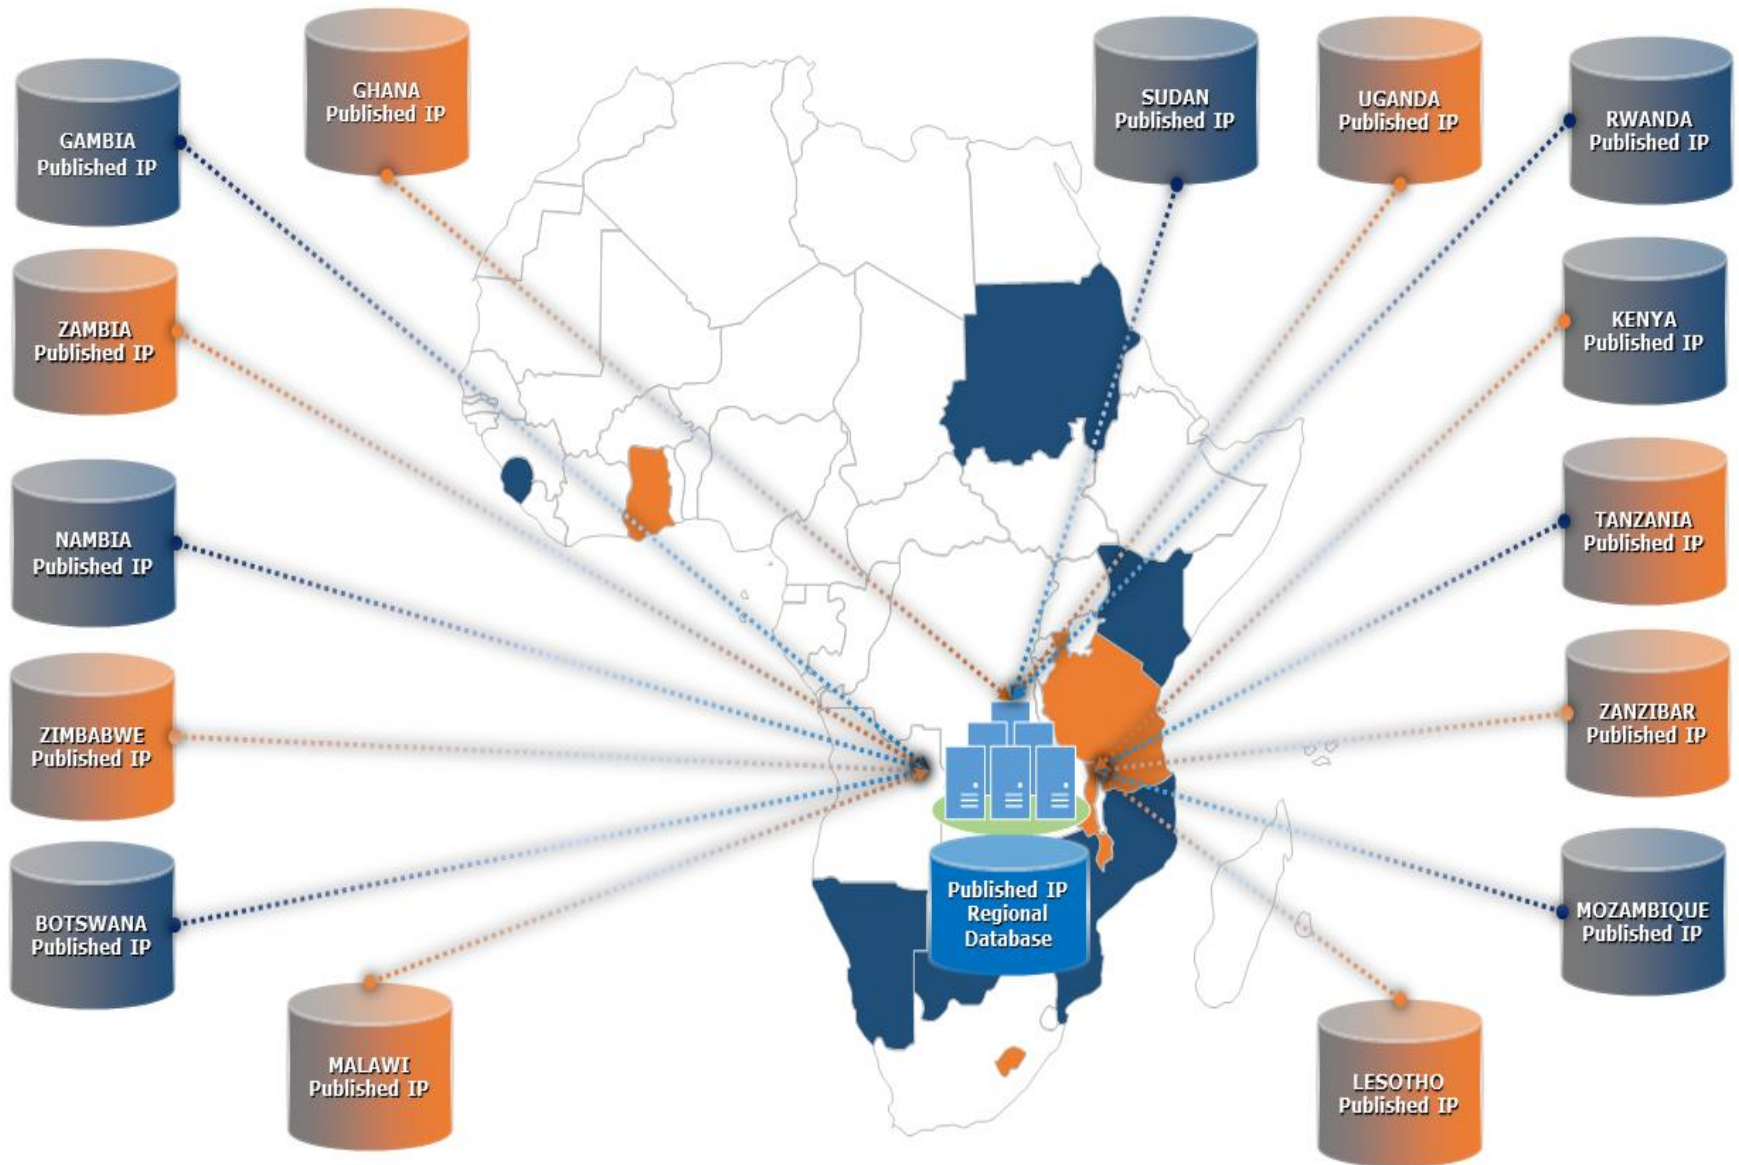 GHANA
Published IP
GAMBIA
Published IP
ZAMBIA
Published IP
NAMBIA
Published IP
ZIMBABWE
Published IP
BOTSWANA
Published IP
MALAWI
Published IP
SUDAN
Published IP
UGANDA
Published IP
RWANDA
Published IP
KENYA
Published IP
TANZANIA
Published IP
ZANZIBAR
Published IP
MOZAMBIQUE
Published IP
LESOTHO
Published IP
Published IP
Regional
Database